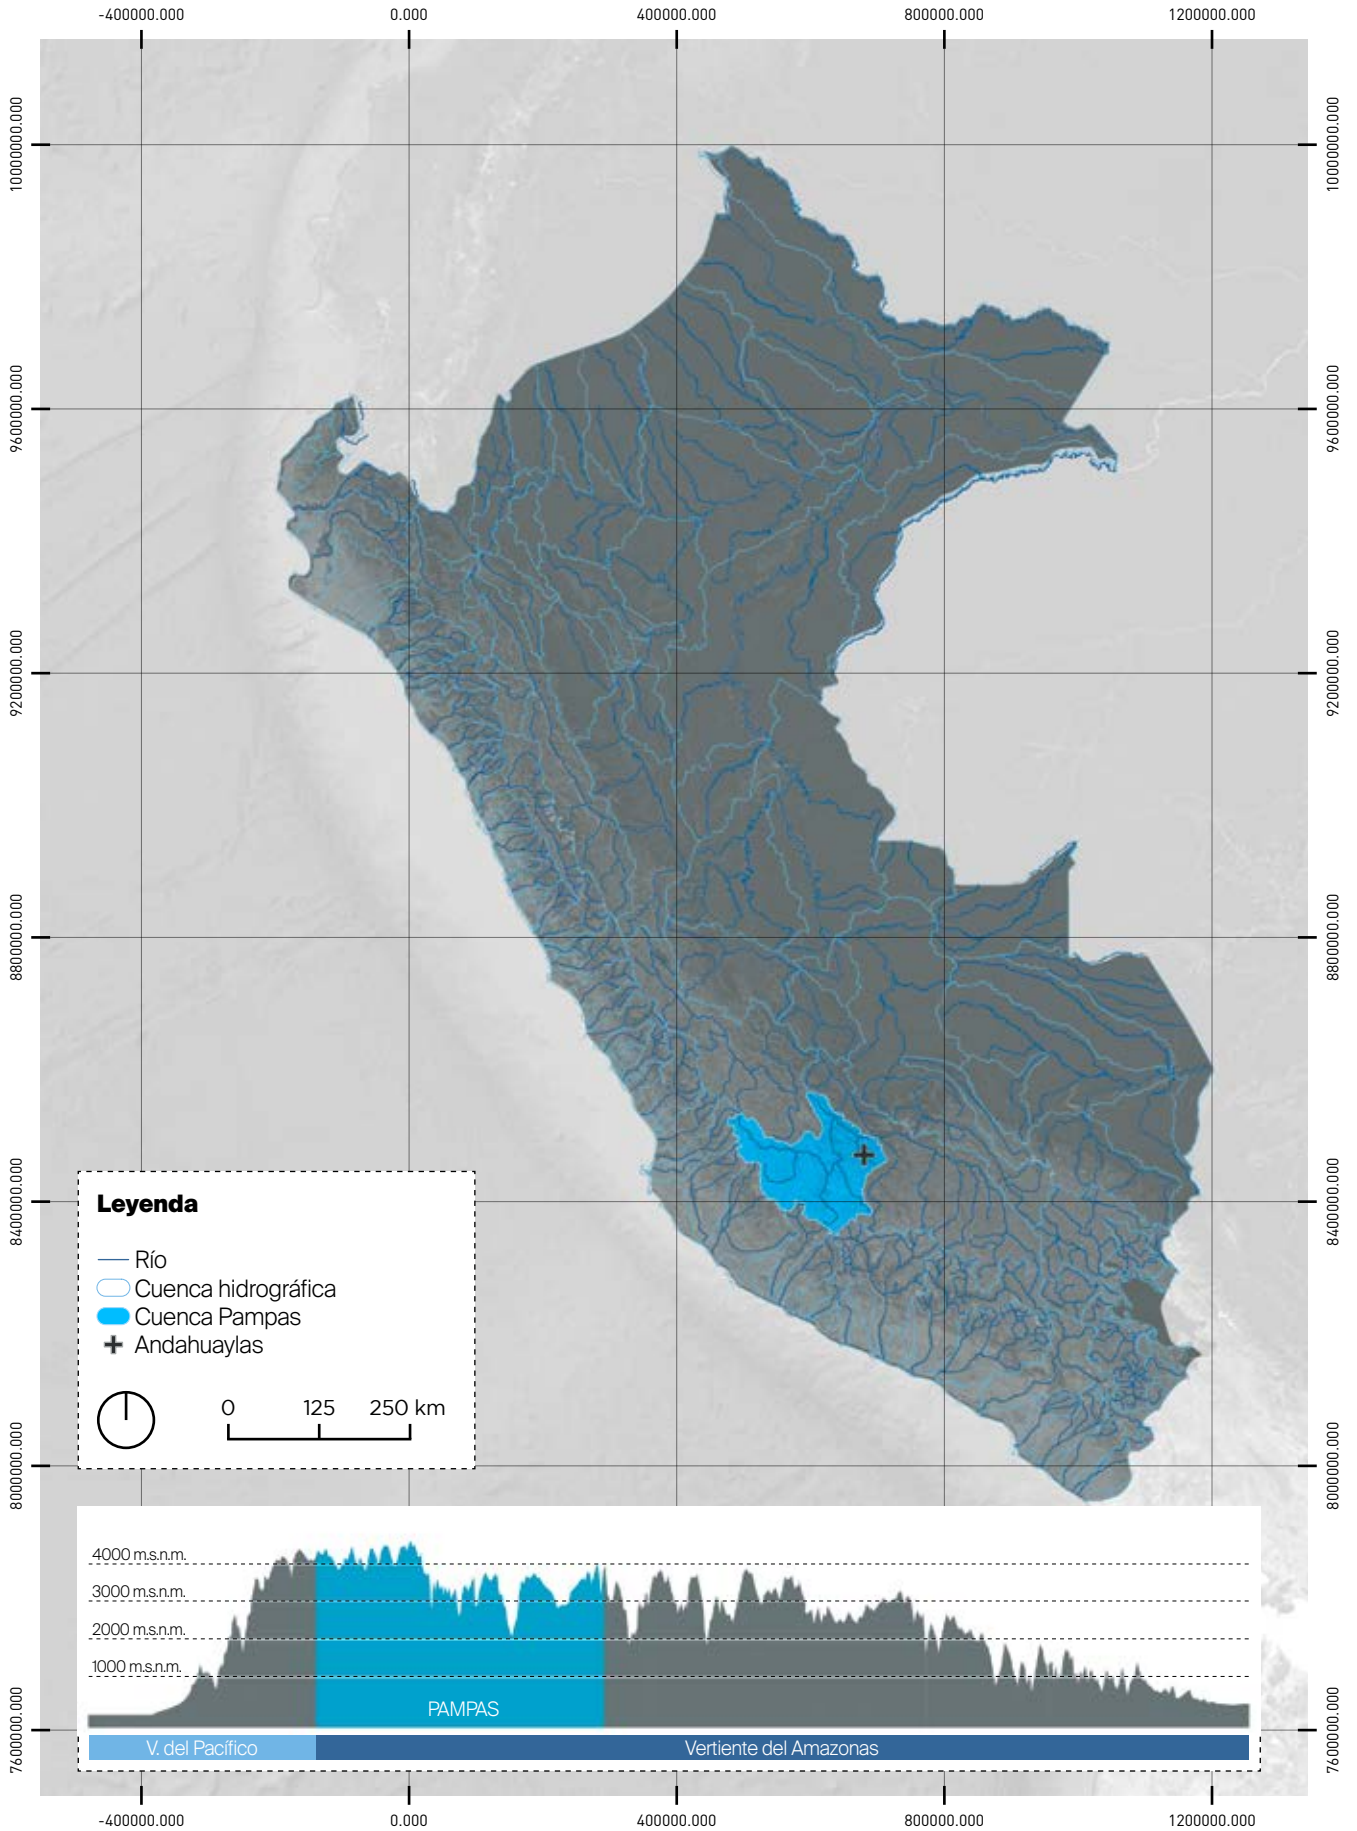 -400000.000 0.000 400000.000 800000.000 1200000.000
10000000.000 10000000.000
9600000.000 9600000.000
9200000.000 9200000.000
8800000.000 8800000.000
8400000.000 8400000.000
8000000.000 8000000.000
7600000.000 7600000.000
Leyenda
Río
Cuenca hidrográfica
Cuenca Pampas
Andahuaylas
0 125 250 km
4000 m.s.n.m.
3000 m.s.n.m.
2000 m.s.n.m.
1000 m.s.n.m.
PAMPAS
V. del Pacífico Vertiente del Amazonas
-400000.000 0.000 400000.000 800000.000 1200000.000